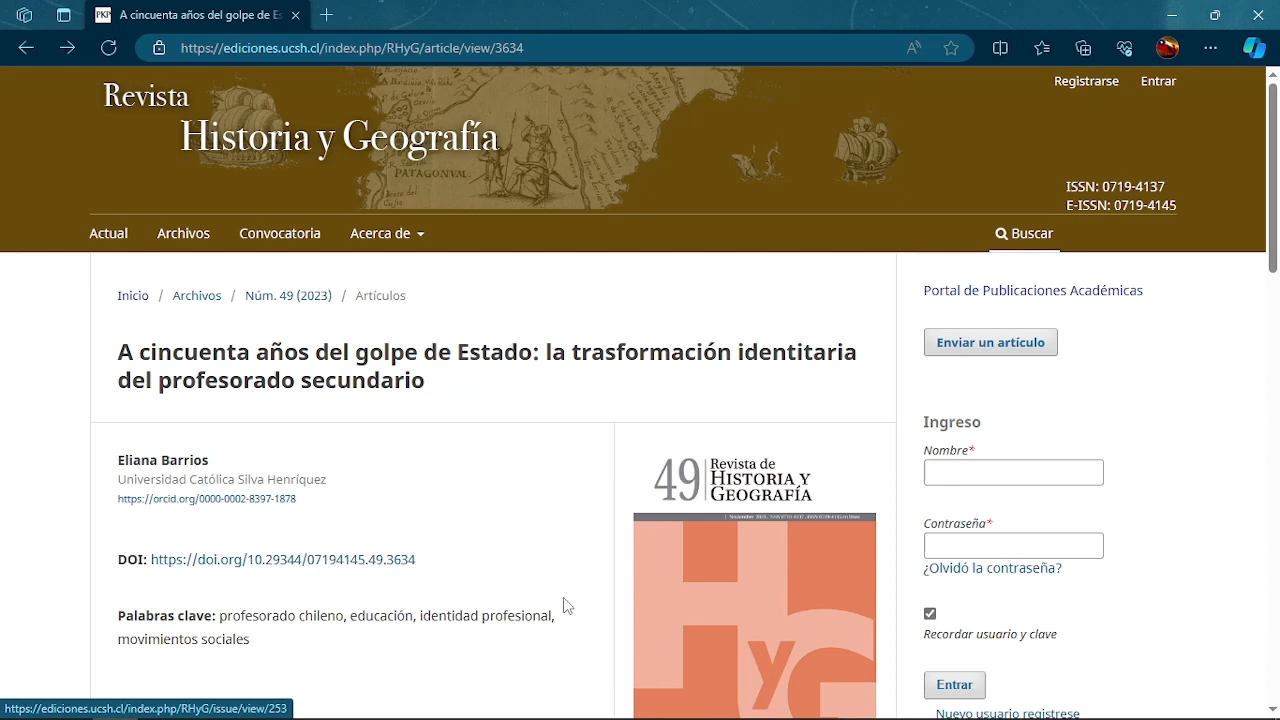 A cincuenta años del golpe de Es
https://ediciones.ucsh.cl/index.php/RHyG/article/view/3634
Registrarse Entrar
Revista
Historia y Geografía
PATAGONUM.
ISSN: 0719-4137
E-ISSN: 0719-4145
Actual Archivos Convocatoria Acerca de Buscar
Inicio / Archivos / Núm. 49 (2023) / Artículos
Portal de Publicaciones Académicas
Enviar un artículo
A cincuenta años del golpe de Estado: la trasformación identitaria
del profesorado secundario
Eliana Barrios
Universidad Católica Silva Henríquez
https://orcid.org/0000-0002-8397-1878
DOI: https://doi.org/10.29344/07194145.49.3634
Palabras clave: profesorado chileno, educación, identidad profesional,
movimientos sociales
49 Revista de
HISTORIA Y
GEOGRAFÍA
HyG
Ingreso
Nombre*
Contraseña*
¿Olvidó la contraseña?
Recordar usuario y clave
Entrar
Nuevo usuario regístrese
https://ediciones.ucsh.cl/index.php/RHyG/issue/view/253